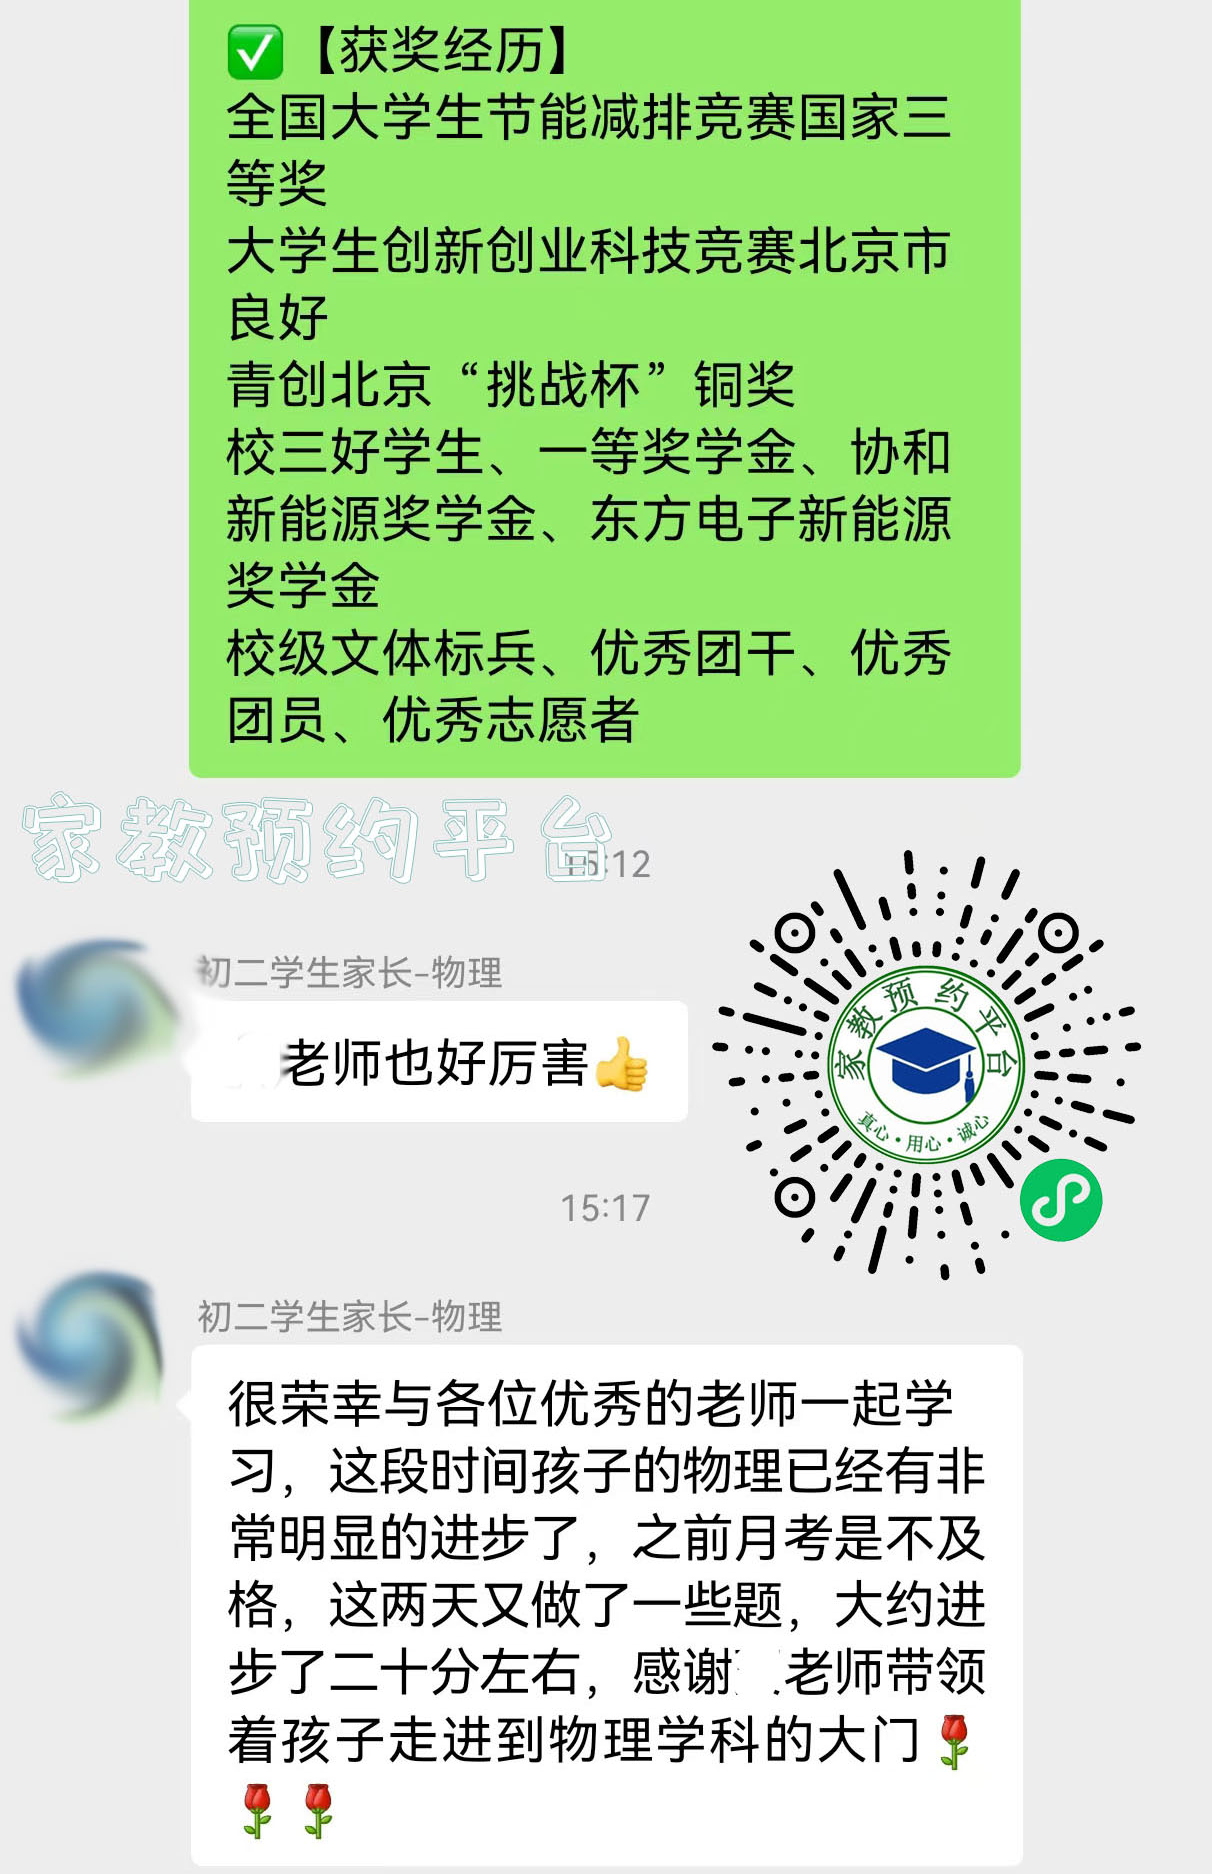 【获奖经历】
全国大学生节能减排竞赛国家三
等奖
大学生创新创业科技竞赛北京市
良好
青创北京“挑战杯”铜奖
校三好学生、一等奖学金、协和
新能源奖学金、东方电子新能源
奖学金
校级文体标兵、优秀团干、优秀
团员、优秀志愿者
家教预约平台
15:12
初二学生家长-物理
老师也好厉害
家教预约平台
真心·用心·诚心
15:17
初二学生家长-物理
很荣幸与各位优秀的老师一起学
习，这段时间孩子的物理已经有非
常明显的进步了，之前月考是不及
格，这两天又做了一些题，大约进
步了二十分左右，感谢老师带领
着孩子走进到物理学科的大门